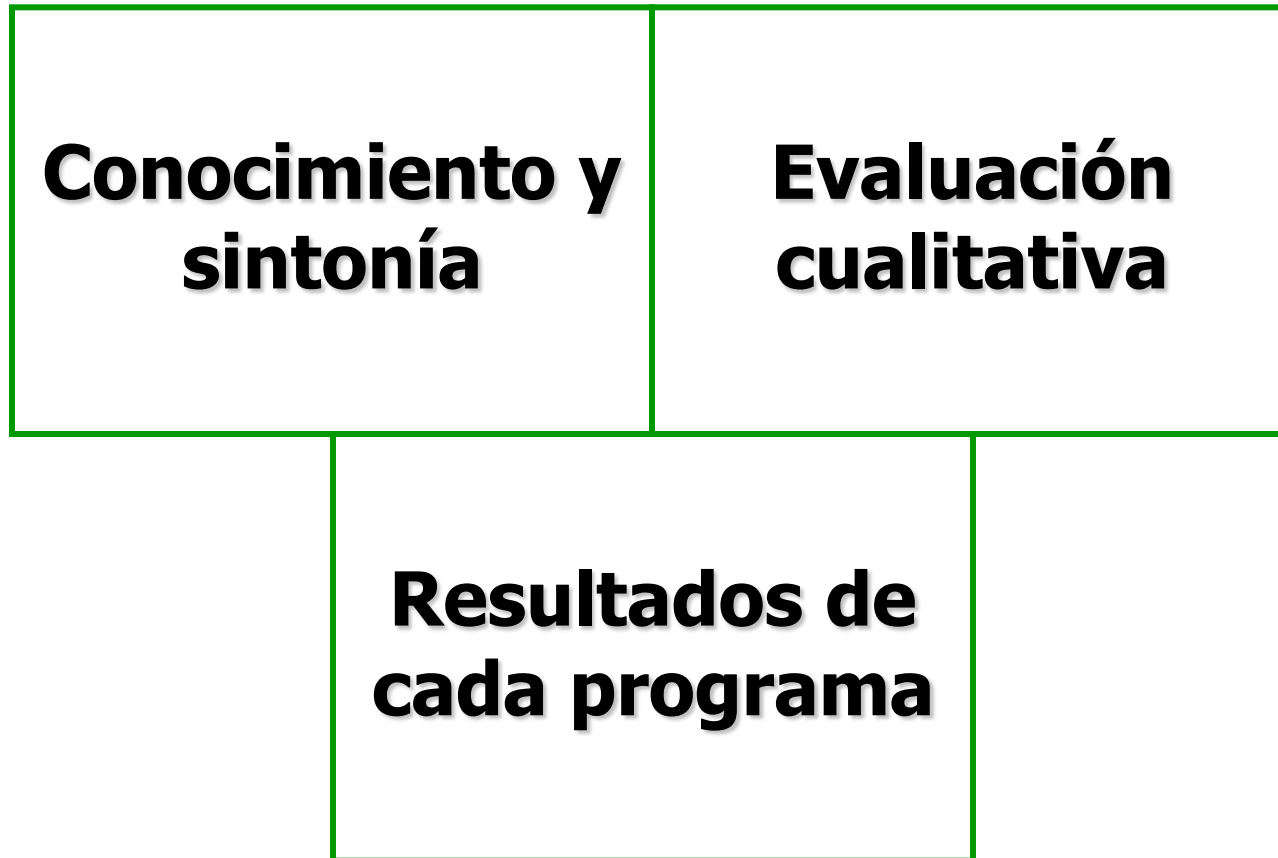 Conocimiento y
sintonía
Evaluación
cualitativa
Resultados de
cada programa